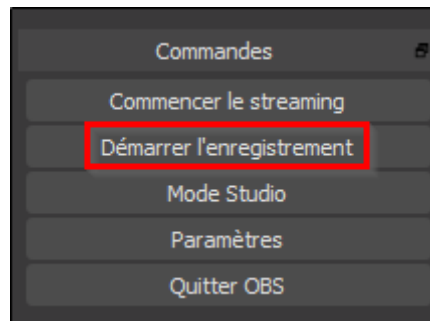 Commandes
Commencer le streaming
Démarrer l'enregistrement
Mode Studio
Paramètres
Quitter OBS